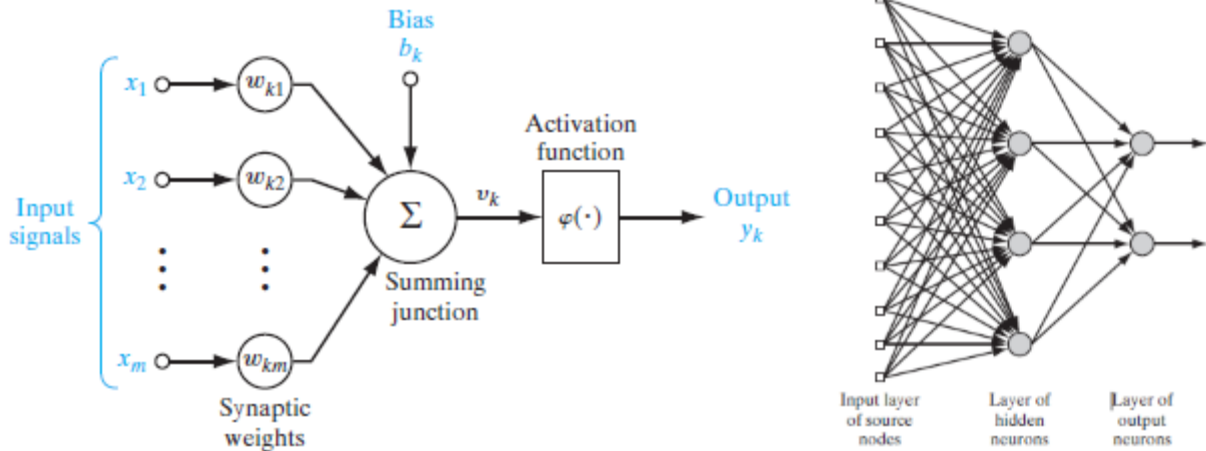 Bias
b_k
x_1
w_k1
Activation
function
x_2
w_k2
Input
signals
Σ
v_k
φ(·)
Output
y_k
Summing
junction
x_m
w_km
Synaptic
weights
Input layer
of source
nodes
Layer of
hidden
neurons
Layer of
output
neurons